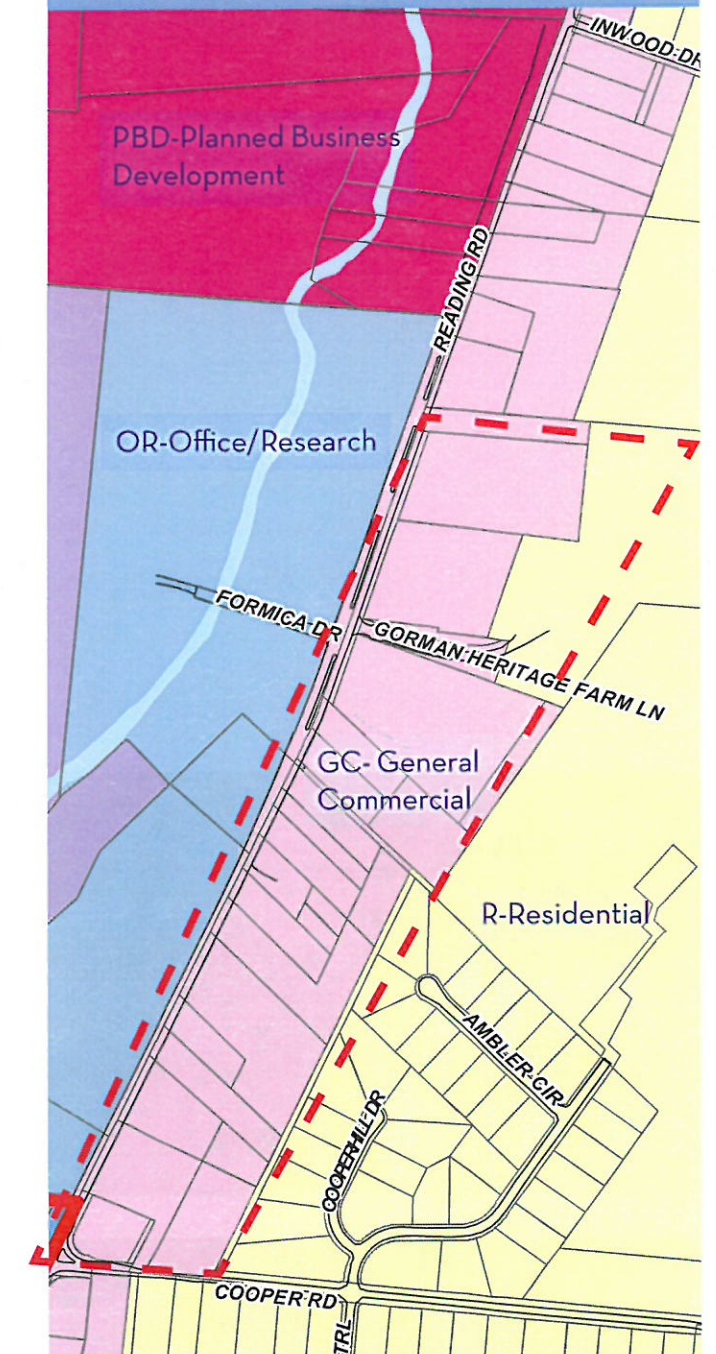 INWOOD DR
PBD-Planned Business
Development
READING RD
OR-Office/Research
FORMICA DR
GORMAN HERITAGE FARM LN
GC- General
Commercial
R-Residential
AMBLER CIR
COOPERHILL DR
COOPER RD
TRL